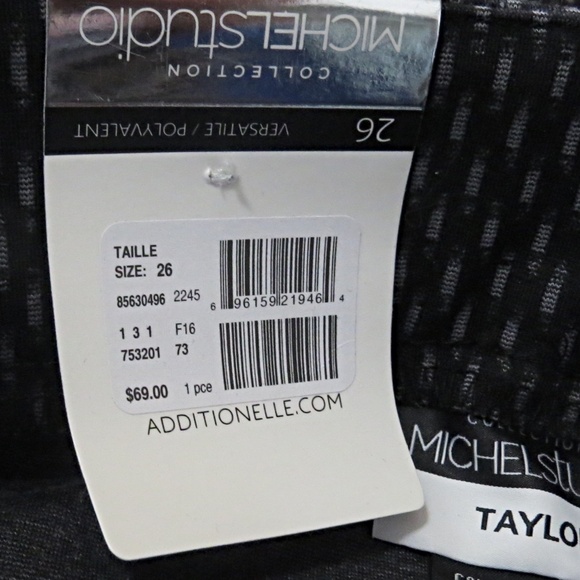 MICHELstudio
COLLECTION
26
VERSATILE / POLYVALENT
TAILLE
SIZE: 26
85630496 2245
6 96159 21946 4
1 3 1 F16
753201 73
$69.00 1 pce
ADDITIONELLE.COM
MICHELstu
TAYLO